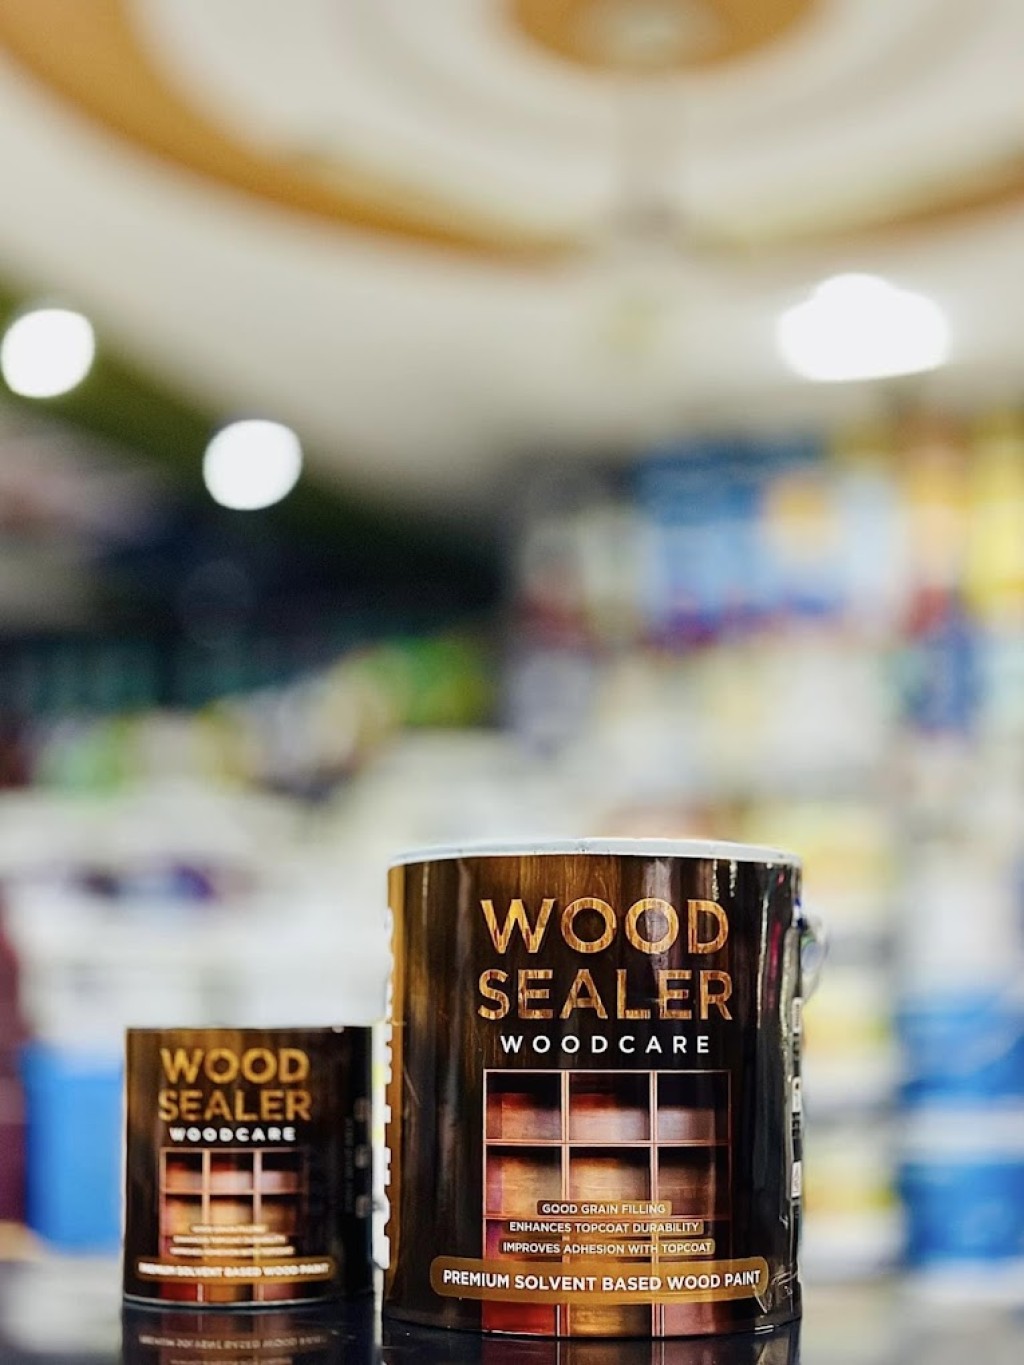 WOOD
SEALER
WOODCARE
GOOD GRAIN FILLING
ENHANCES TOPCOAT DURABILITY
IMPROVES ADHESION WITH TOPCOAT
PREMIUM SOLVENT BASED WOOD PAINT
WOOD
SEALER
WOODCARE
PREMIUM SOLVENT BASED WOOD PAINT